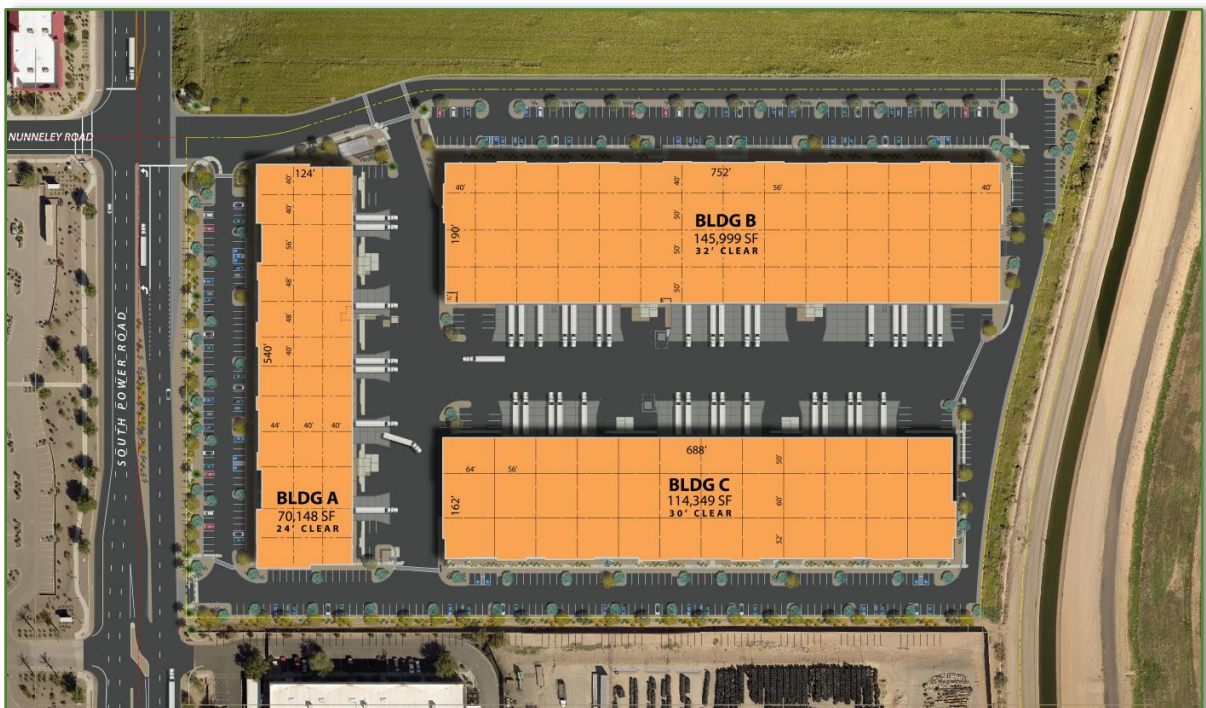 NUNNELEY ROAD
SOUTH POWER ROAD
124'
40'
40'
56'
48'
48'
540'
40'
44' 40' 40'
BLDG A
70,148 SF
24' CLEAR
752'
40' 40' 56' 40'
50'
190'
BLDG B
145,999 SF
32' CLEAR
50'
50'
688'
64' 56' 50'
BLDG C
114,349 SF
30' CLEAR
162'
60'
52'